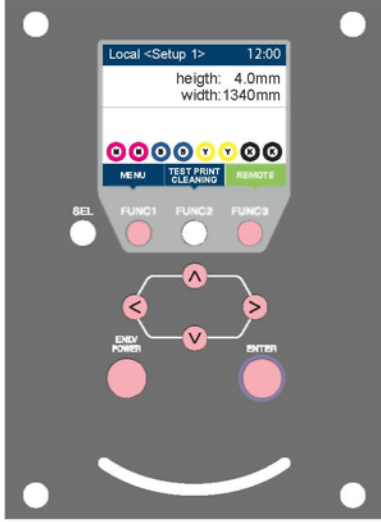 Local <Setup 1> 12:00
heigth: 4.0mm
width:1340mm
M M B B Y Y K K
MENU TEST PRINT CLEANING REMOTE
SEL FUNC1 FUNC2 FUNC3
END/
POWER
ENTER